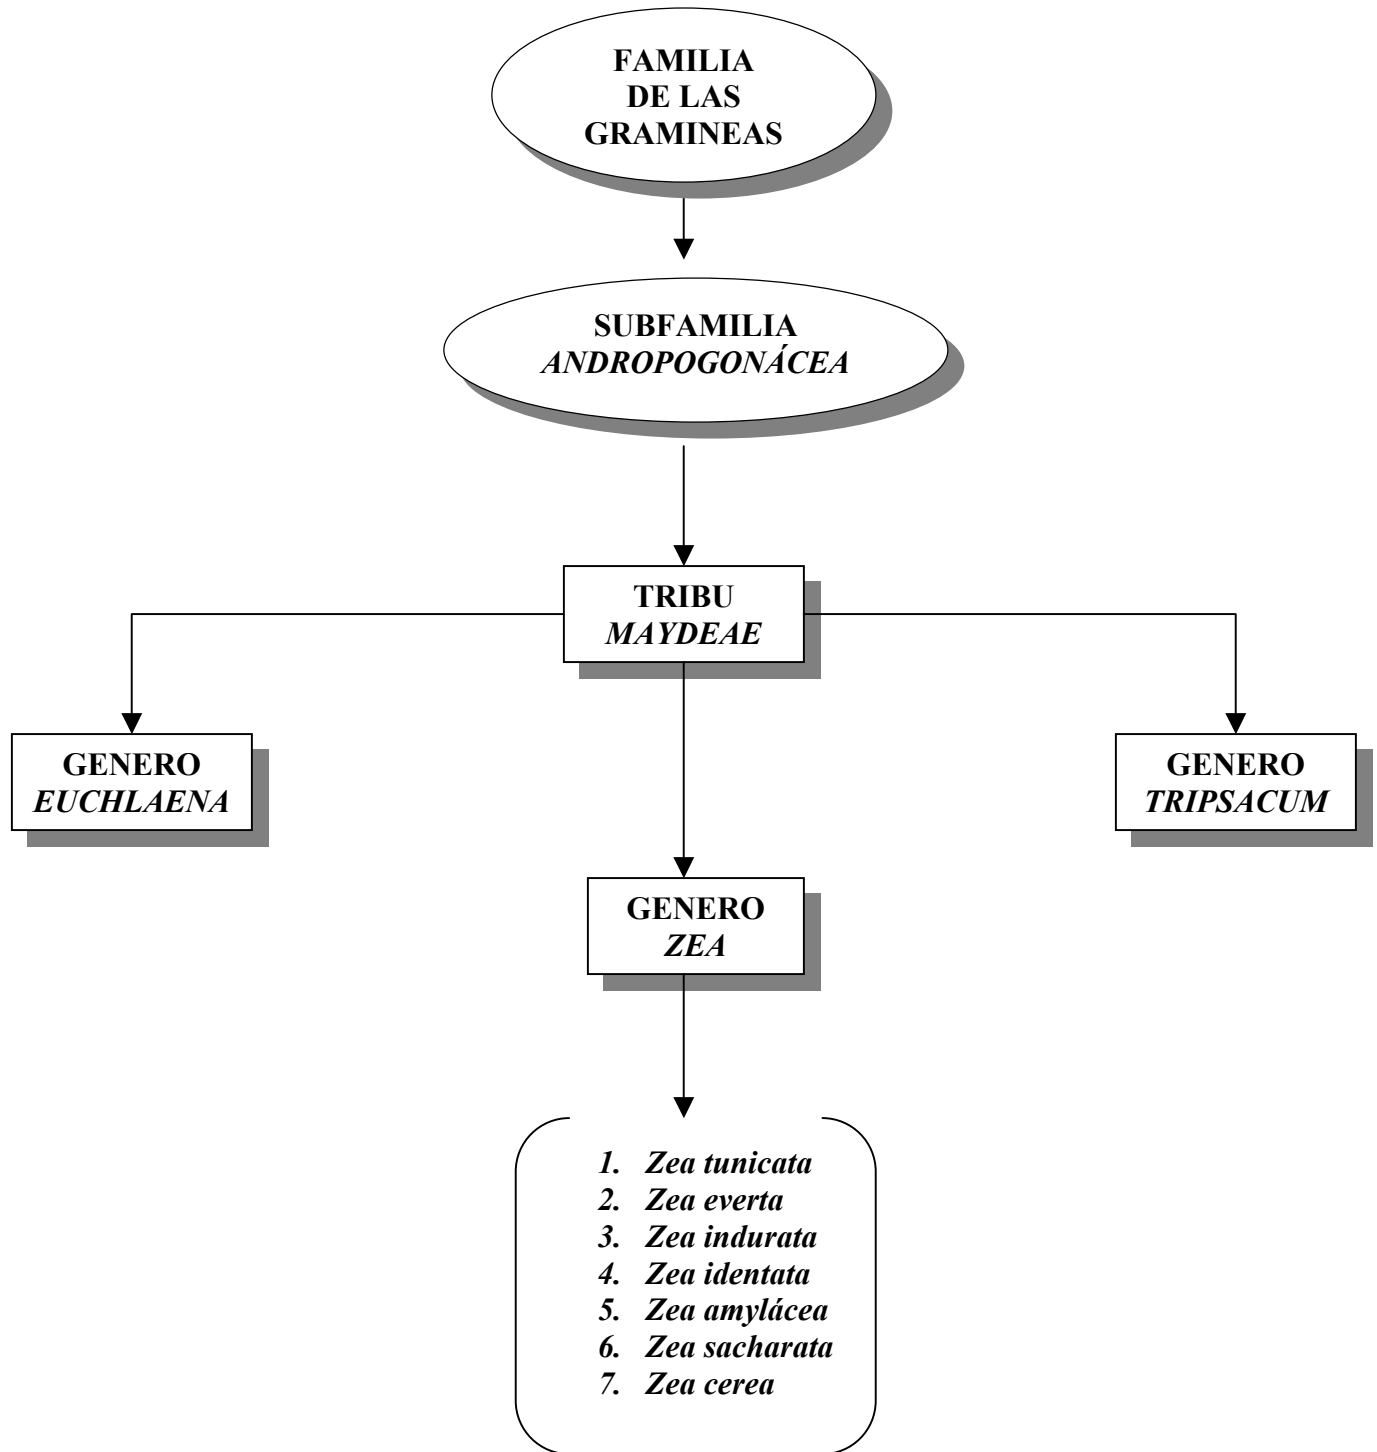 FAMILIA
DE LAS
GRAMINEAS
SUBFAMILIA
ANDROPOGONÁCEA
TRIBU
MAYDEAE
GENERO
EUCHLAENA
GENERO
TRIPSACUM
GENERO
ZEA
1. Zea tunicata
2. Zea everta
3. Zea indurata
4. Zea identata
5. Zea amylácea
6. Zea sacharata
7. Zea cerea